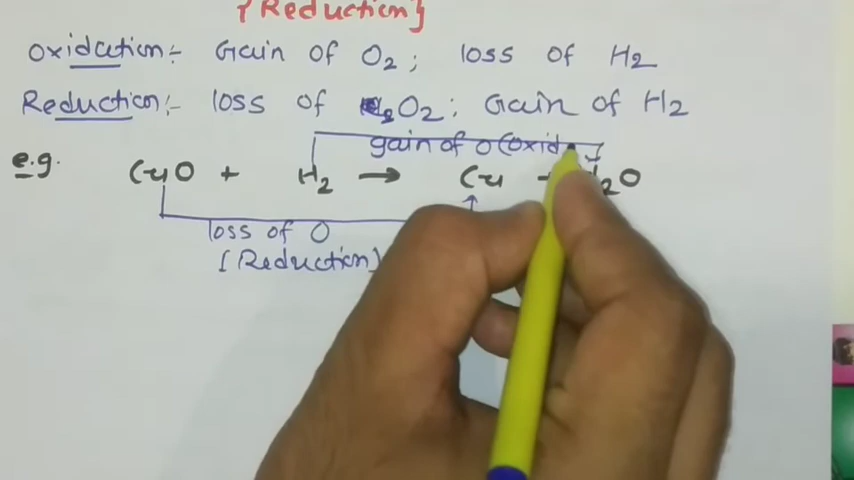 {Reduction}
Oxidation:- Gain of O2; loss of H2
Reduction:- loss of O2; Gain of H2
gain of O (Oxid
e.g. CuO + H2 → Cu + H2O
loss of O
[Reduction]